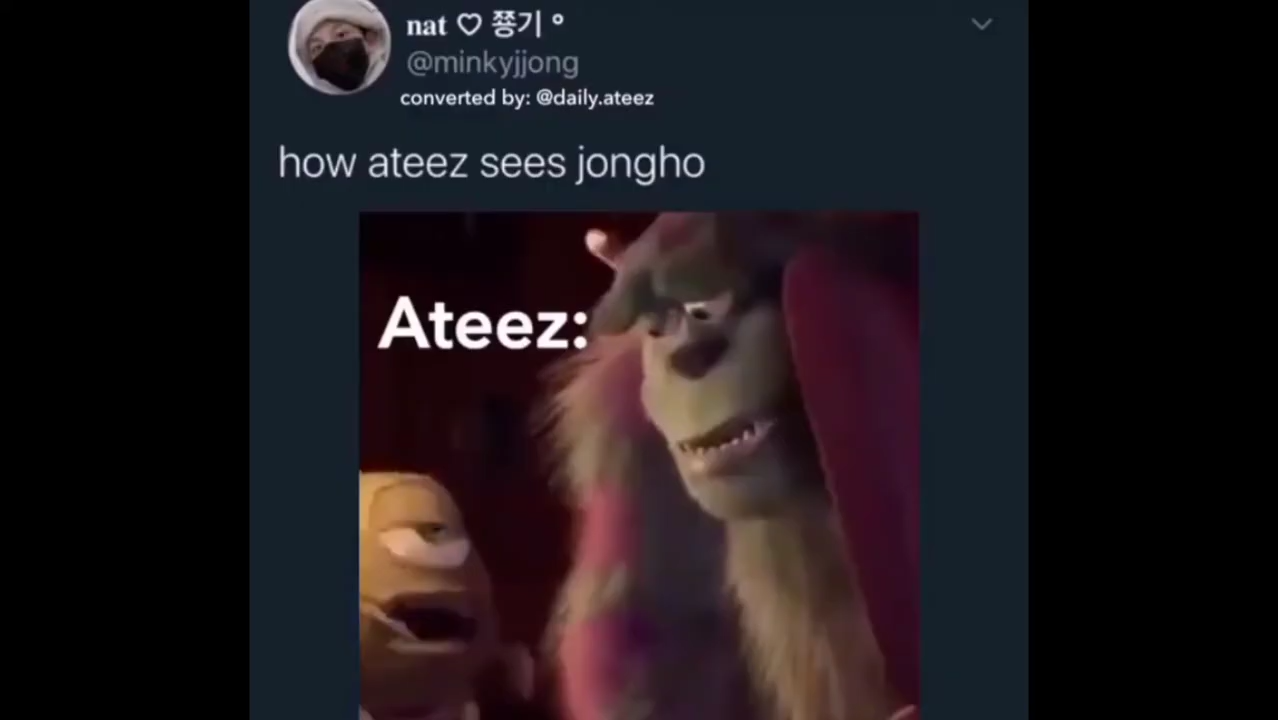 nat ♡ 쫑기 °
@minkyjjong
converted by: @daily.ateez
how ateez sees jongho
Ateez: